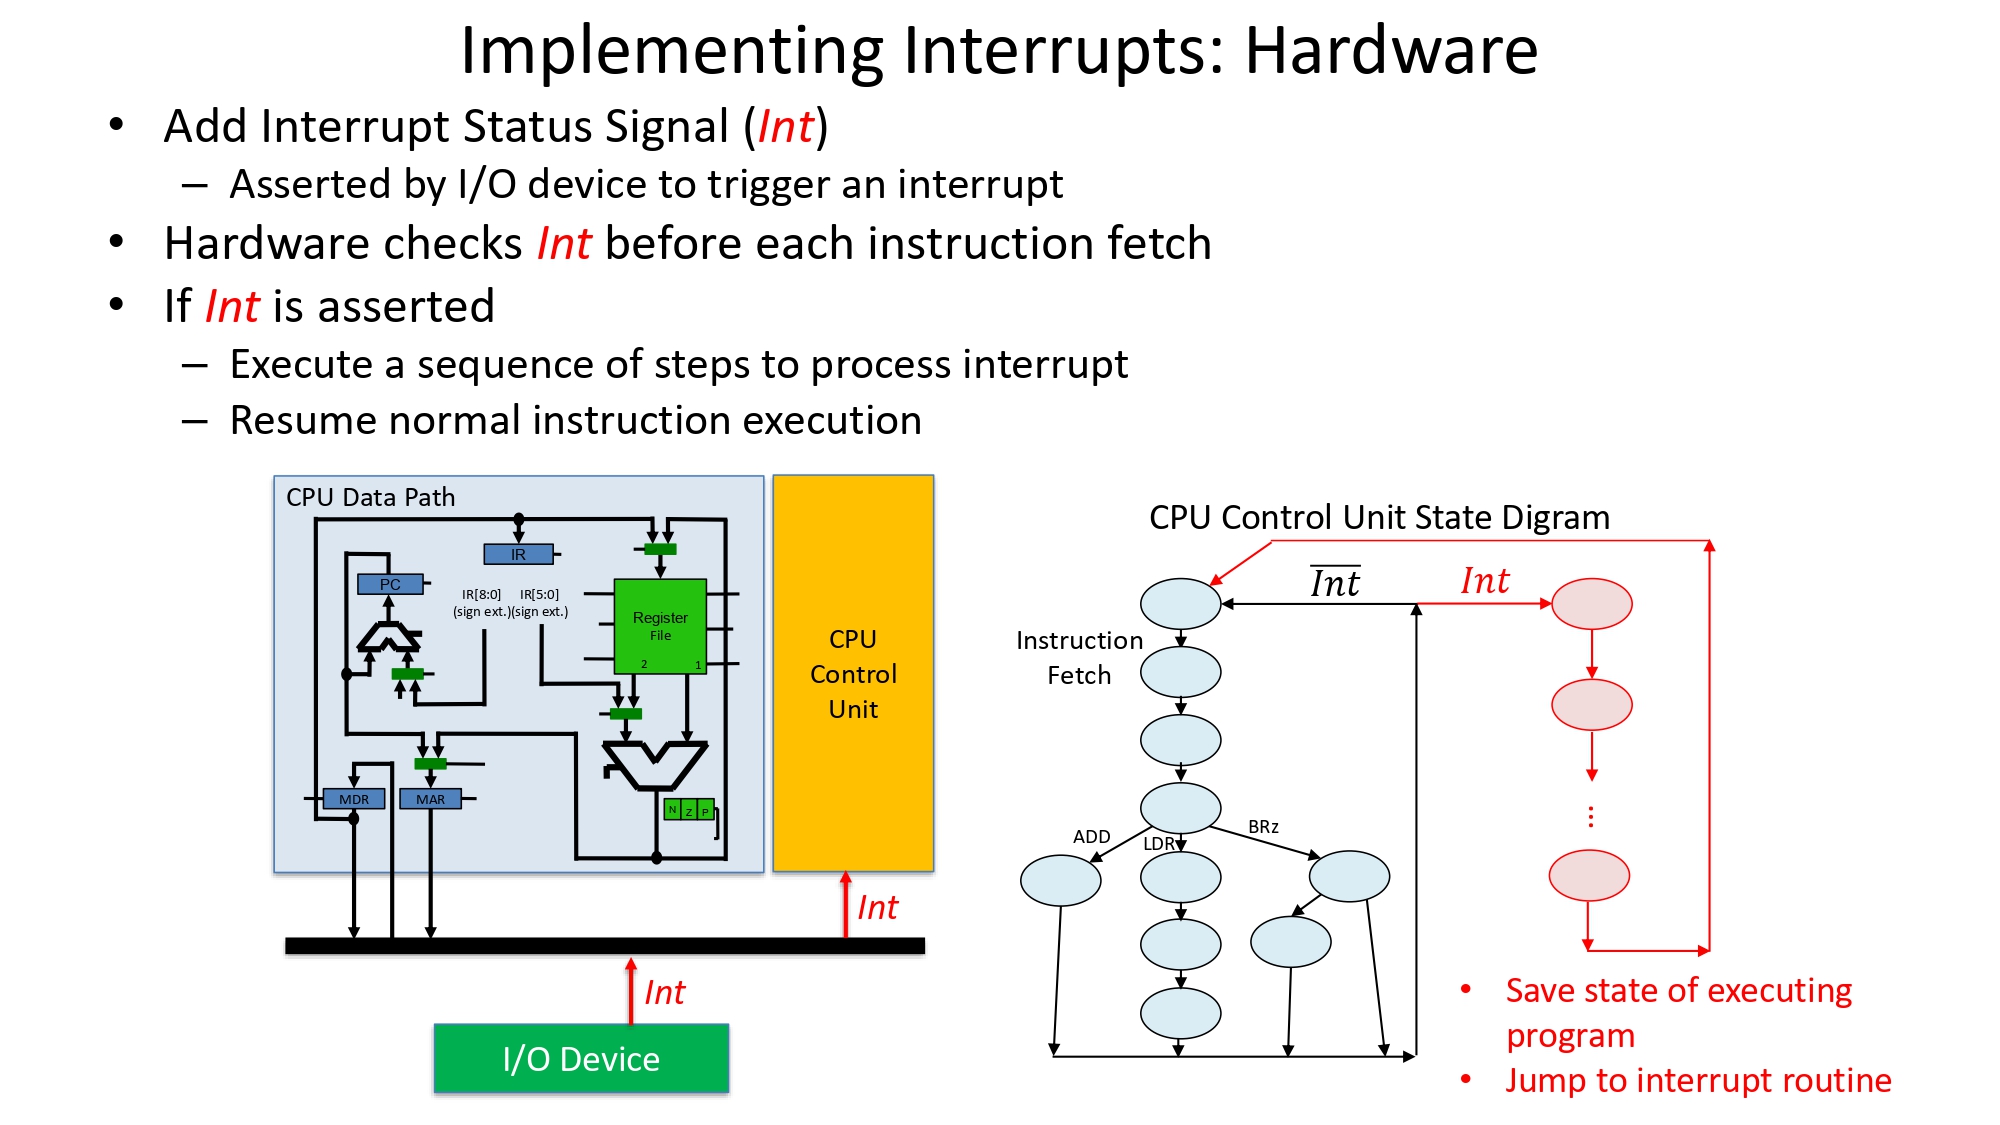 Implementing Interrupts: Hardware
• Add Interrupt Status Signal (Int)
– Asserted by I/O device to trigger an interrupt
• Hardware checks Int before each instruction fetch
• If Int is asserted
– Execute a sequence of steps to process interrupt
– Resume normal instruction execution
CPU Data Path
IR
PC
IR[8:0] IR[5:0]
(sign ext.)(sign ext.)
Register
File
2 1
MDR
MAR
N Z P
CPU
Control
Unit
Int
Int
I/O Device
CPU Control Unit State Digram
I̅n̅t̅
Int
Instruction
Fetch
ADD
LDR
BRz
...
• Save state of executing
program
• Jump to interrupt routine